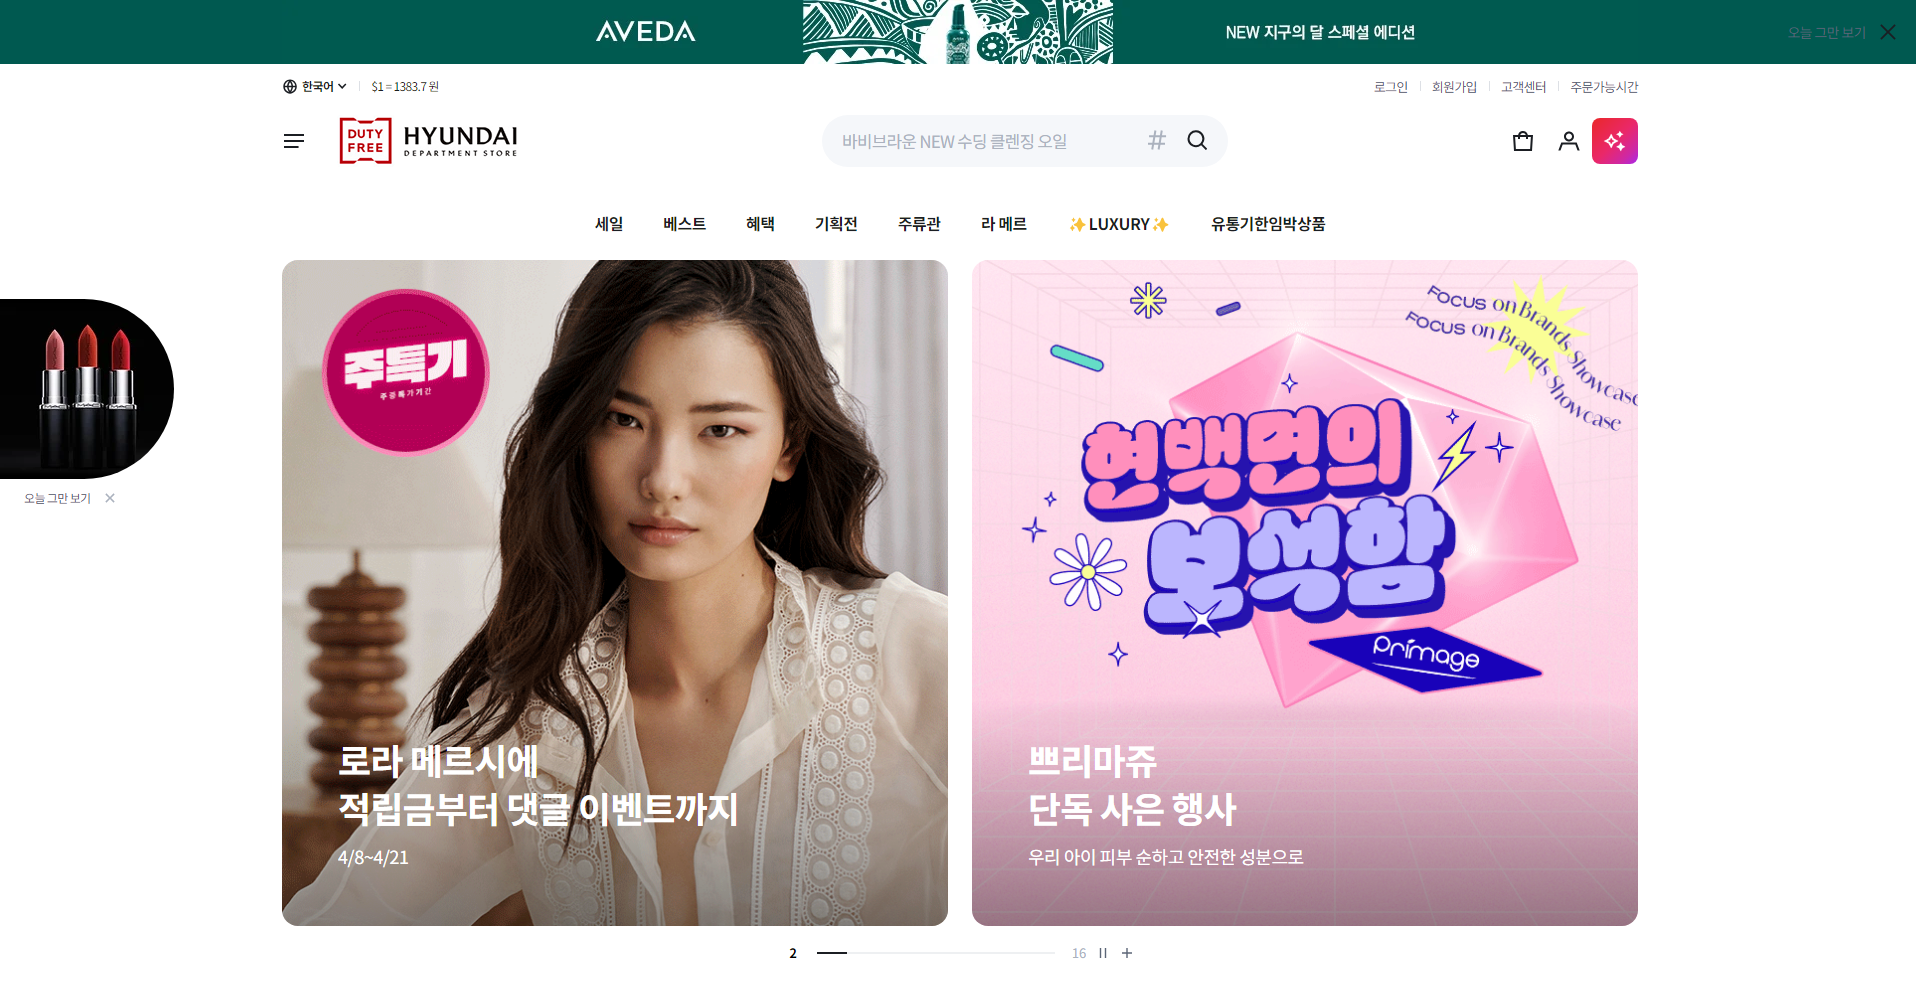 AVEDA
NEW 지구의 달 스페셜 에디션
오늘 그만 보기
한국어
$1 = 1383.7 원
로그인
회원가입
고객센터
주문가능시간
DUTY
FREE
HYUNDAI
DEPARTMENT STORE
바비브라운 NEW 수딩 클렌징 오일
#
세일
베스트
혜택
기획전
주류관
라 메르
✨LUXURY✨
유통기한임박상품
오늘 그만 보기
주특기
주중특가기간
로라 메르시에
적립금부터 댓글 이벤트까지
4/8~4/21
FOCUS on Brands Showcase
FOCUS on Brands Showcase
현백면의
보석함
primage
쁘리마쥬
단독 사은 행사
우리 아이 피부 순하고 안전한 성분으로
2
16